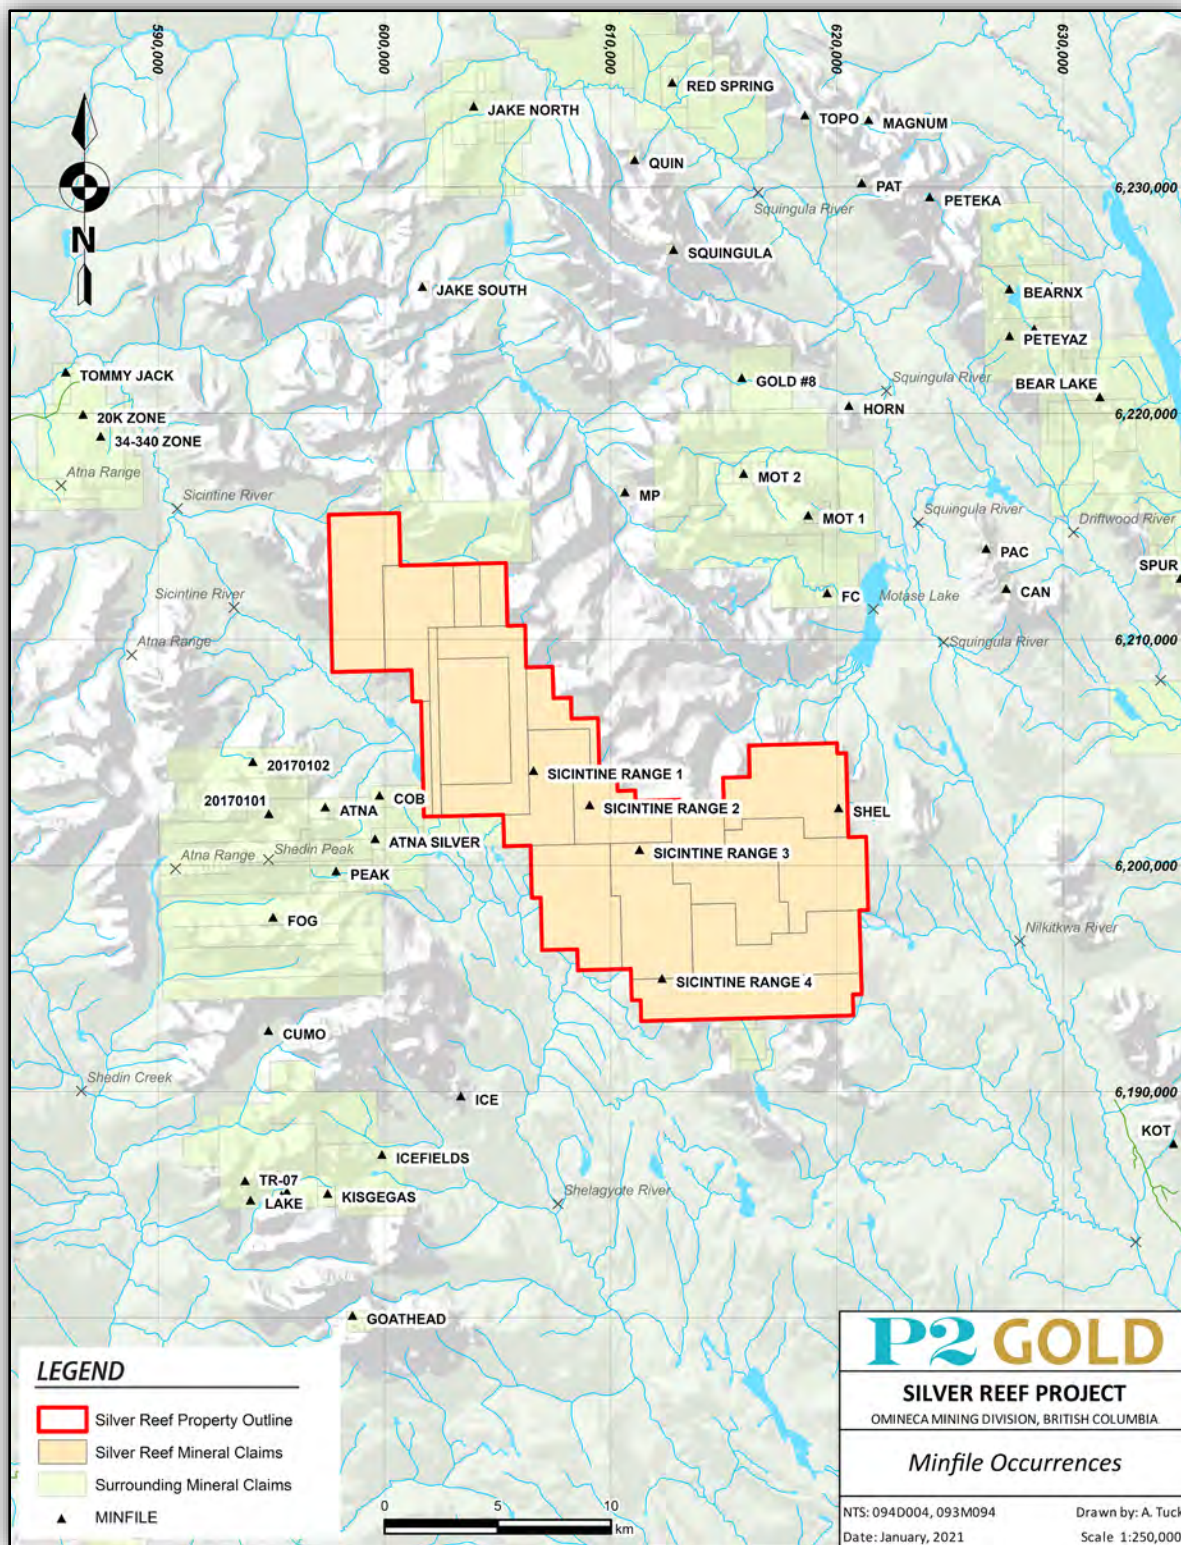 590,000
600,000
610,000
620,000
630,000
RED SPRING
JAKE NORTH
TOPO
MAGNUM
QUIN
PAT
6,230,000
Squingula River
PETEKA
N
SQUINGULA
JAKE SOUTH
BEARNX
PETEYAZ
TOMMY JACK
GOLD #8
Squingula River
BEAR LAKE
20K ZONE
HORN
6,220,000
34-340 ZONE
Atna Range
MOT 2
Sicintine River
MP
MOT 1
Squingula River
Driftwood River
PAC
SPUR
Sicintine River
FC
Motase Lake
CAN
Atna Range
Squingula River
6,210,000
20170102
SICINTINE RANGE 1
20170101
ATNA
COB
SICINTINE RANGE 2
SHEL
ATNA SILVER
SICINTINE RANGE 3
Atna Range
Shedin Peak
6,200,000
PEAK
FOG
Nilkitkwa River
SICINTINE RANGE 4
CUMO
Shedin Creek
ICE
6,190,000
KOT
ICEFIELDS
TR-07
LAKE
KISGEGAS
Shelagyote River
GOATHEAD
LEGEND
Silver Reef Property Outline
Silver Reef Mineral Claims
Surrounding Mineral Claims
MINFILE
0
5
10
km
P2 GOLD
SILVER REEF PROJECT
OMINECA MINING DIVISION, BRITISH COLUMBIA
Minfile Occurrences
NTS: 094D004, 093M094
Drawn by: A. Tuck
Date: January, 2021
Scale 1:250,000